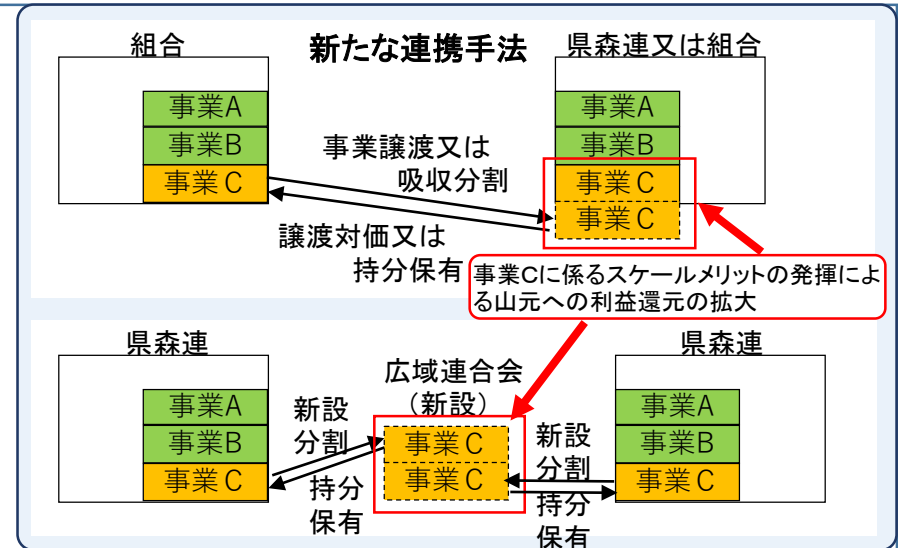 新たな連携手法
組合
事業A
事業B
事業C
事業譲渡又は
吸収分割
譲渡対価又は
持分保有
県森連又は組合
事業A
事業B
事業C
事業C
事業Cに係るスケールメリットの発揮によ
る山元への利益還元の拡大
県森連
事業A
事業B
事業C
新設
分割
持分
保有
広域連合会
（新設）
事業C
事業C
新設
分割
持分
保有
県森連
事業A
事業B
事業C